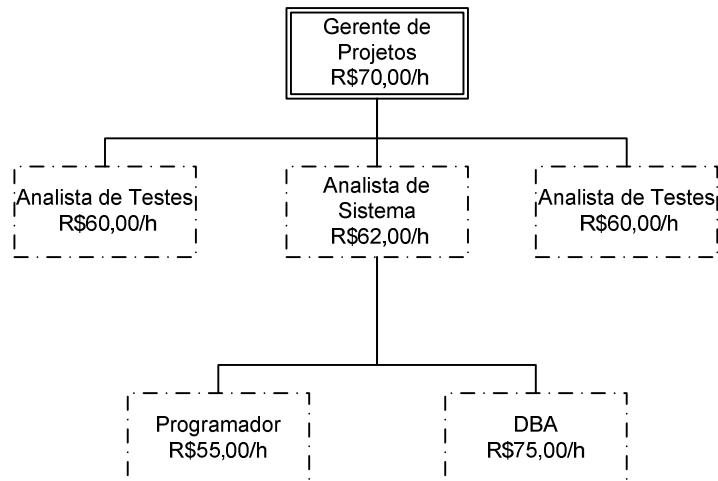 Gerente de
Projetos
R$70,00/h
Analista de Testes
R$60,00/h
Analista de
Sistema
R$62,00/h
Analista de Testes
R$60,00/h
Programador
R$55,00/h
DBA
R$75,00/h